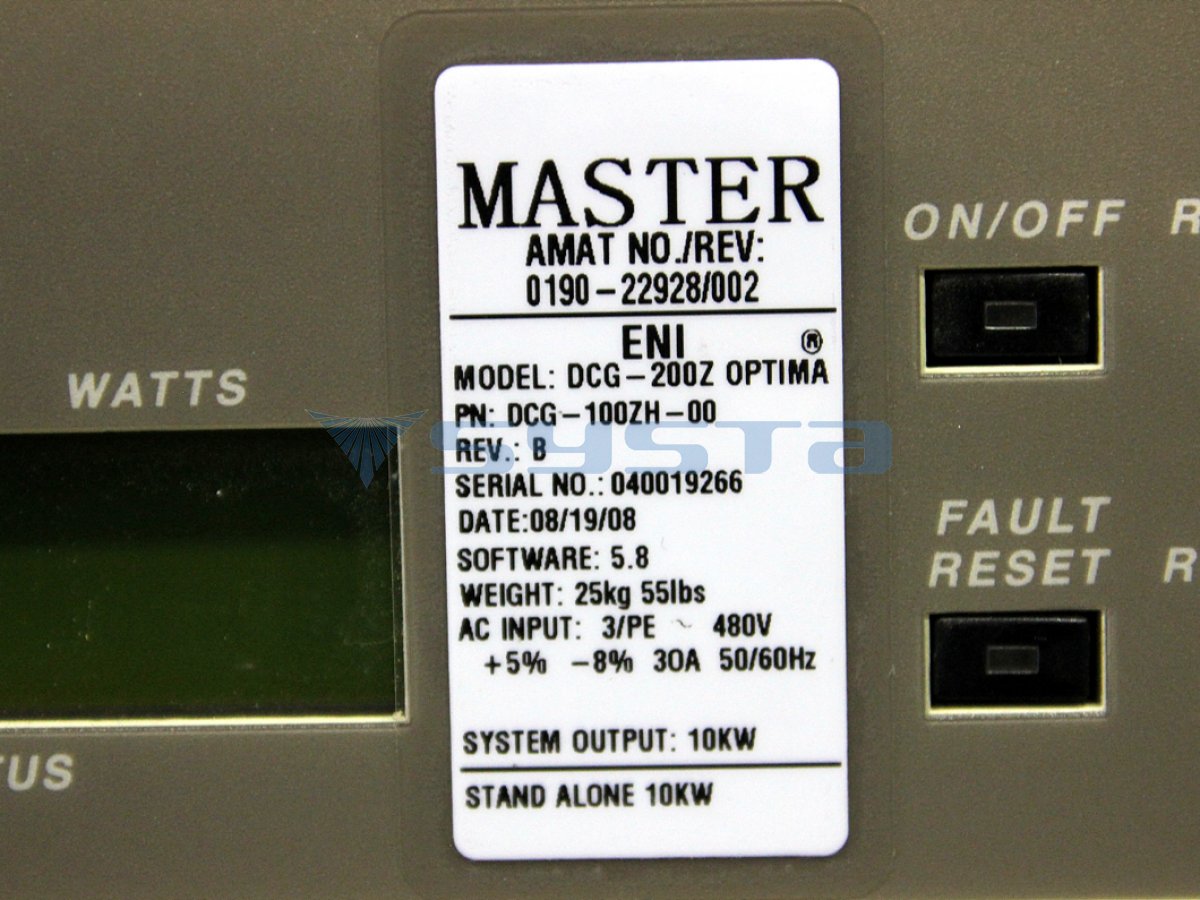 MASTER
AMAT NO./REV:
0190-22928/002
ENI ®
MODEL: DCG-200Z OPTIMA
PN: DCG-100ZH-00
REV.: B
SERIAL NO.: 040019266
DATE:08/19/08
SOFTWARE: 5.8
WEIGHT: 25kg 55lbs
AC INPUT: 3/PE ~ 480V
+5% -8% 30A 50/60Hz
SYSTEM OUTPUT: 10KW
STAND ALONE 10KW
WATTS
ON/OFF
FAULT
RESET
systa